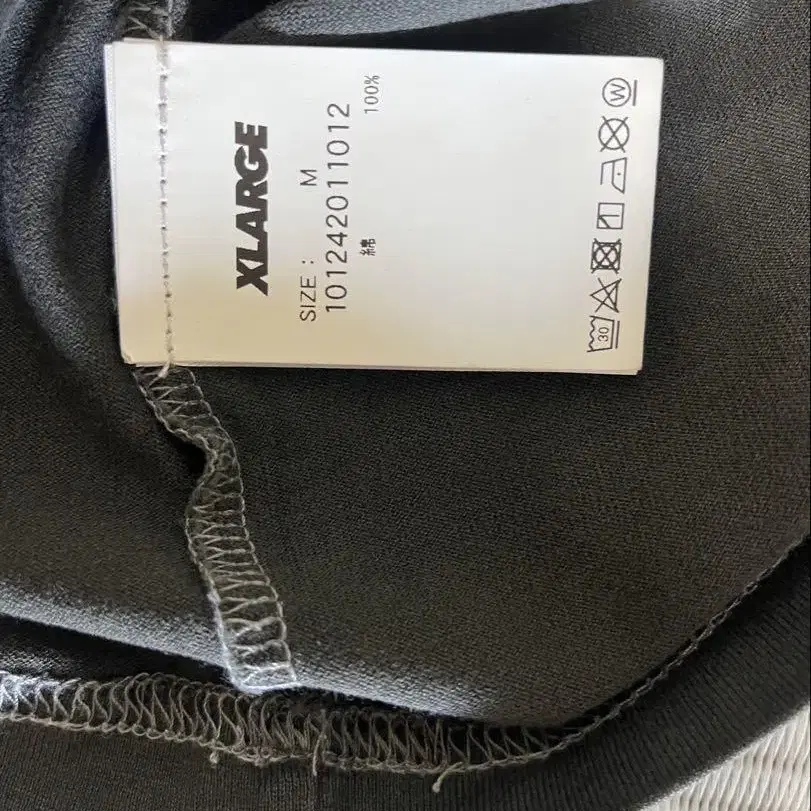 XLARGE
SIZE : M
101242011012
綿 100%
30
W